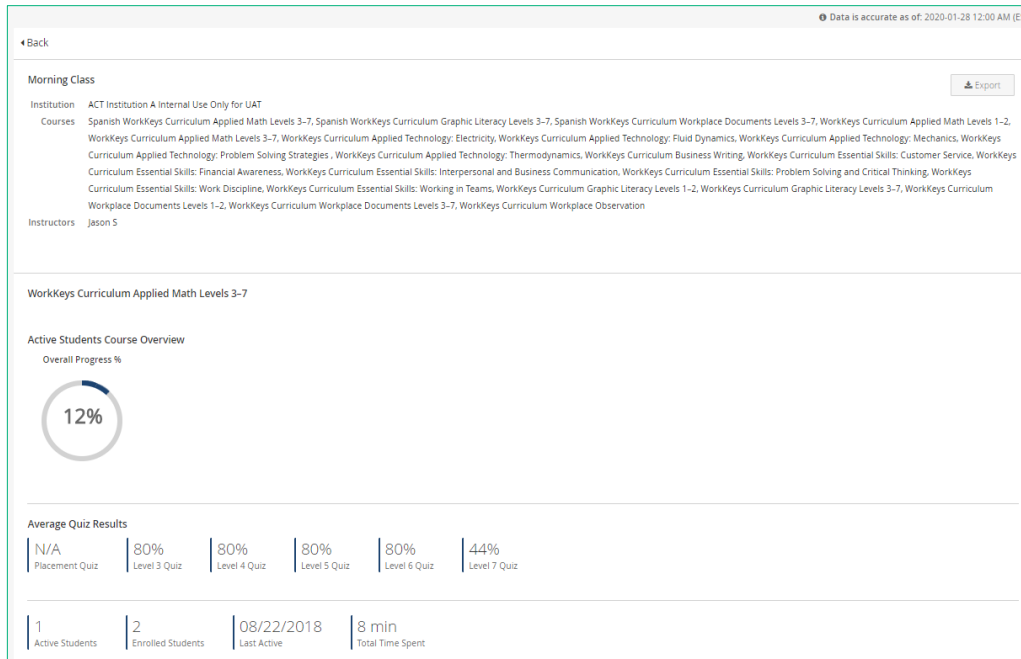 Data is accurate as of: 2020-01-28 12:00 AM (E
Back
Morning Class
Export
Institution ACT Institution A Internal Use Only for UAT
Courses Spanish WorkKeys Curriculum Applied Math Levels 3–7, Spanish WorkKeys Curriculum Graphic Literacy Levels 3–7, Spanish WorkKeys Curriculum Workplace Documents Levels 3–7, WorkKeys Curriculum Applied Math Levels 1–2,
WorkKeys Curriculum Applied Math Levels 3–7, WorkKeys Curriculum Applied Technology: Electricity, WorkKeys Curriculum Applied Technology: Fluid Dynamics, WorkKeys Curriculum Applied Technology: Mechanics, WorkKeys
Curriculum Applied Technology: Problem Solving Strategies , WorkKeys Curriculum Applied Technology: Thermodynamics, WorkKeys Curriculum Business Writing, WorkKeys Curriculum Essential Skills: Customer Service, WorkKeys
Curriculum Essential Skills: Financial Awareness, WorkKeys Curriculum Essential Skills: Interpersonal and Business Communication, WorkKeys Curriculum Essential Skills: Problem Solving and Critical Thinking, WorkKeys
Curriculum Essential Skills: Work Discipline, WorkKeys Curriculum Essential Skills: Working in Teams, WorkKeys Curriculum Graphic Literacy Levels 1–2, WorkKeys Curriculum Graphic Literacy Levels 3–7, WorkKeys Curriculum
Workplace Documents Levels 1–2, WorkKeys Curriculum Workplace Documents Levels 3–7, WorkKeys Curriculum Workplace Observation
Instructors Jason S
WorkKeys Curriculum Applied Math Levels 3–7
Active Students Course Overview
Overall Progress %
12%
Average Quiz Results
N/A 80% 80% 80% 80% 44%
Placement Quiz Level 3 Quiz Level 4 Quiz Level 5 Quiz Level 6 Quiz Level 7 Quiz
1 2 08/22/2018 8 min
Active Students Enrolled Students Last Active Total Time Spent